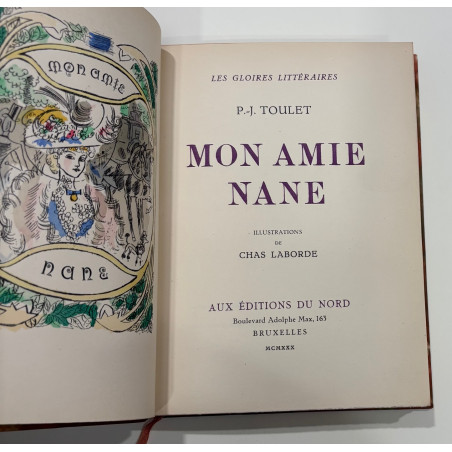 MON AMIE
NANE
LES GLOIRES LITTÉRAIRES
P.-J. TOULET
MON AMIE
NANE
ILLUSTRATIONS
DE
CHAS LABORDE
AUX ÉDITIONS DU NORD
Boulevard Adolphe Max, 163
BRUXELLES
MCMXXX